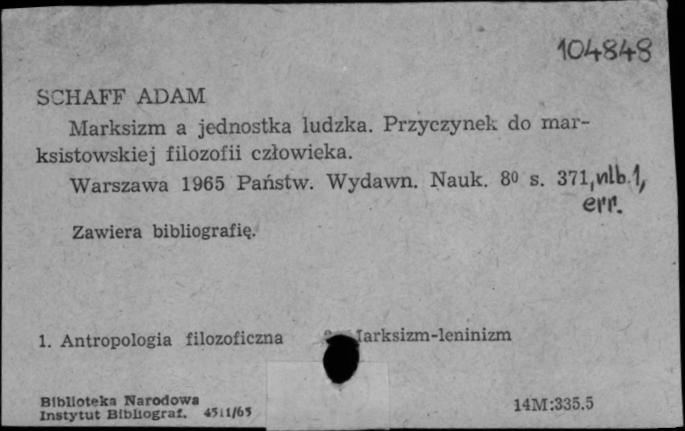 104848
SCHAFF ADAM
Marksizm a jednostka ludzka. Przyczynek do mar-
ksistowskiej filozofii człowieka.
Warszawa 1965 Państw. Wydawn. Nauk. 8º s. 371, nlb.1,
err.
Zawiera bibliografię.
1. Antropologia filozoficzna Marksizm-leninizm
Biblioteka Narodowa
Instytut Bibliograf. 4511/65
14M:335.5